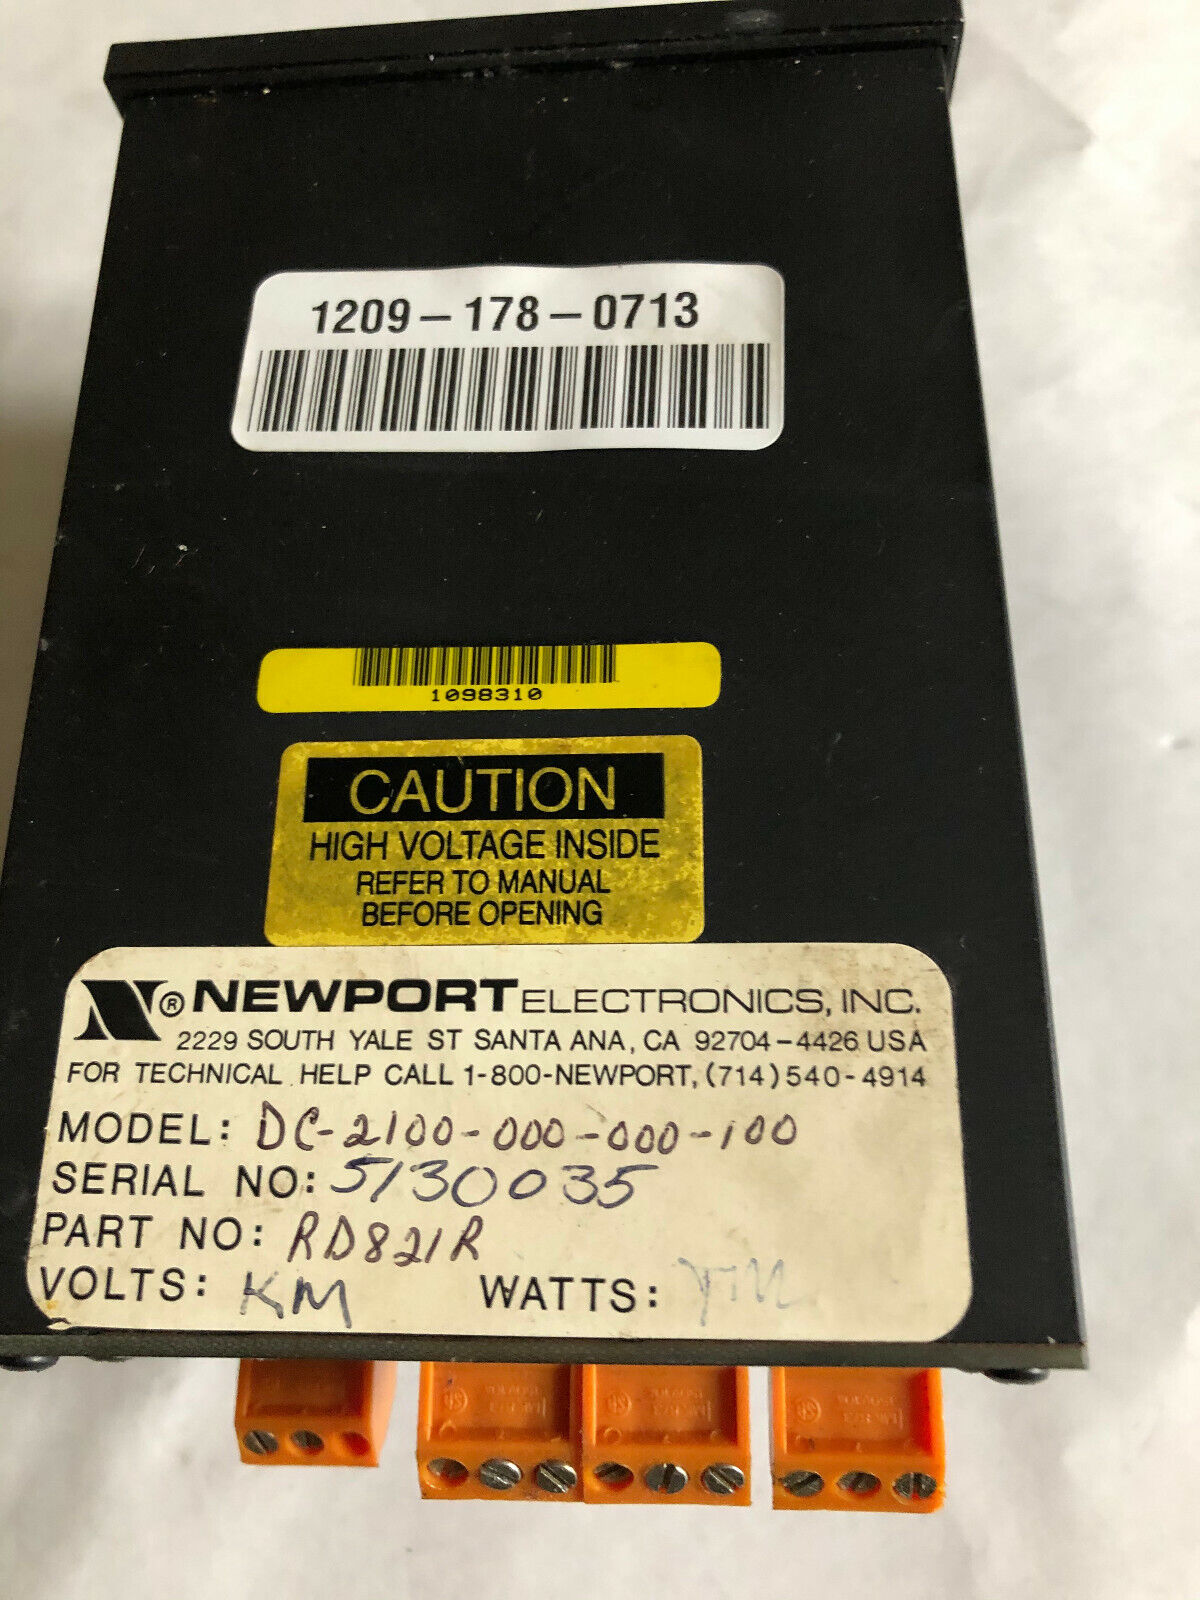 1209-178-0713
1098310
CAUTION
HIGH VOLTAGE INSIDE
REFER TO MANUAL
BEFORE OPENING
® NEWPORT ELECTRONICS, INC.
2229 SOUTH YALE ST SANTA ANA, CA 92704-4426 USA
FOR TECHNICAL HELP CALL 1-800-NEWPORT, (714) 540-4914
MODEL: DC-2100-000-000-100
SERIAL NO: 5130035
PART NO: RD821R
VOLTS: KM WATTS: